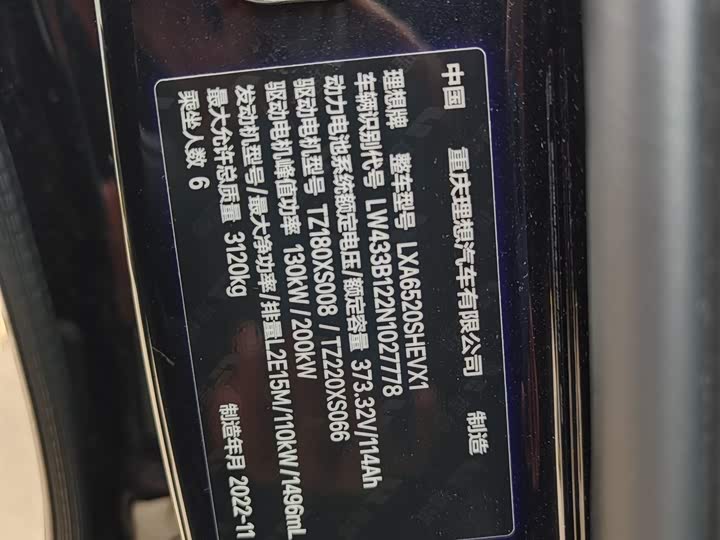 中国 重庆理想汽车有限公司 制造
理想牌 整车型号 LXA6520SHEVX1
车辆识别代号 LW433B122N1027778
动力电池系统额定电压/额定容量 373.32V/114Ah
驱动电机型号 TZ180XS008 / TZ220XS066
驱动电机峰值功率 130kW/200kW
发动机型号/最大净功率/排量L2E15M/110kW/1496mL
最大允许总质量 3120kg
乘坐人数 6 制造年月 2022-11